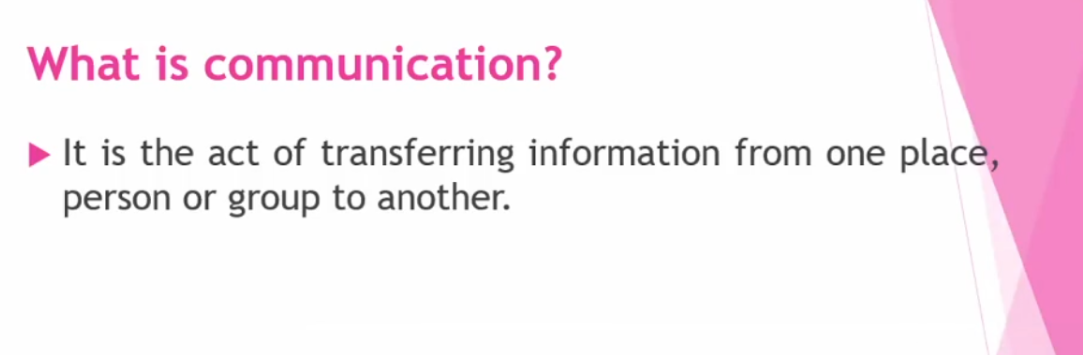 What is communication?
It is the act of transferring information from one place,
person or group to another.